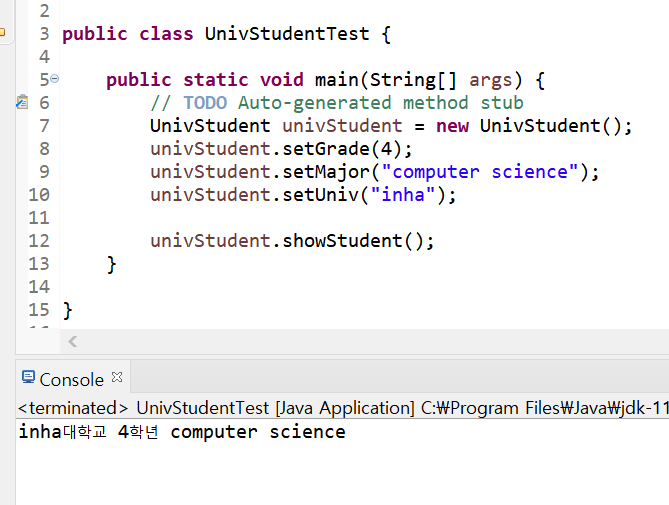 2
3 public class UnivStudentTest {
4
5 public static void main(String[] args) {
6 // TODO Auto-generated method stub
7 UnivStudent univStudent = new UnivStudent();
8 univStudent.setGrade(4);
9 univStudent.setMajor("computer science");
10 univStudent.setUniv("inha");
11
12 univStudent.showStudent();
13 }
14
15 }
Console
<terminated> UnivStudentTest [Java Application] C:₩Program Files₩Java₩jdk-11
inha대학교 4학년 computer science